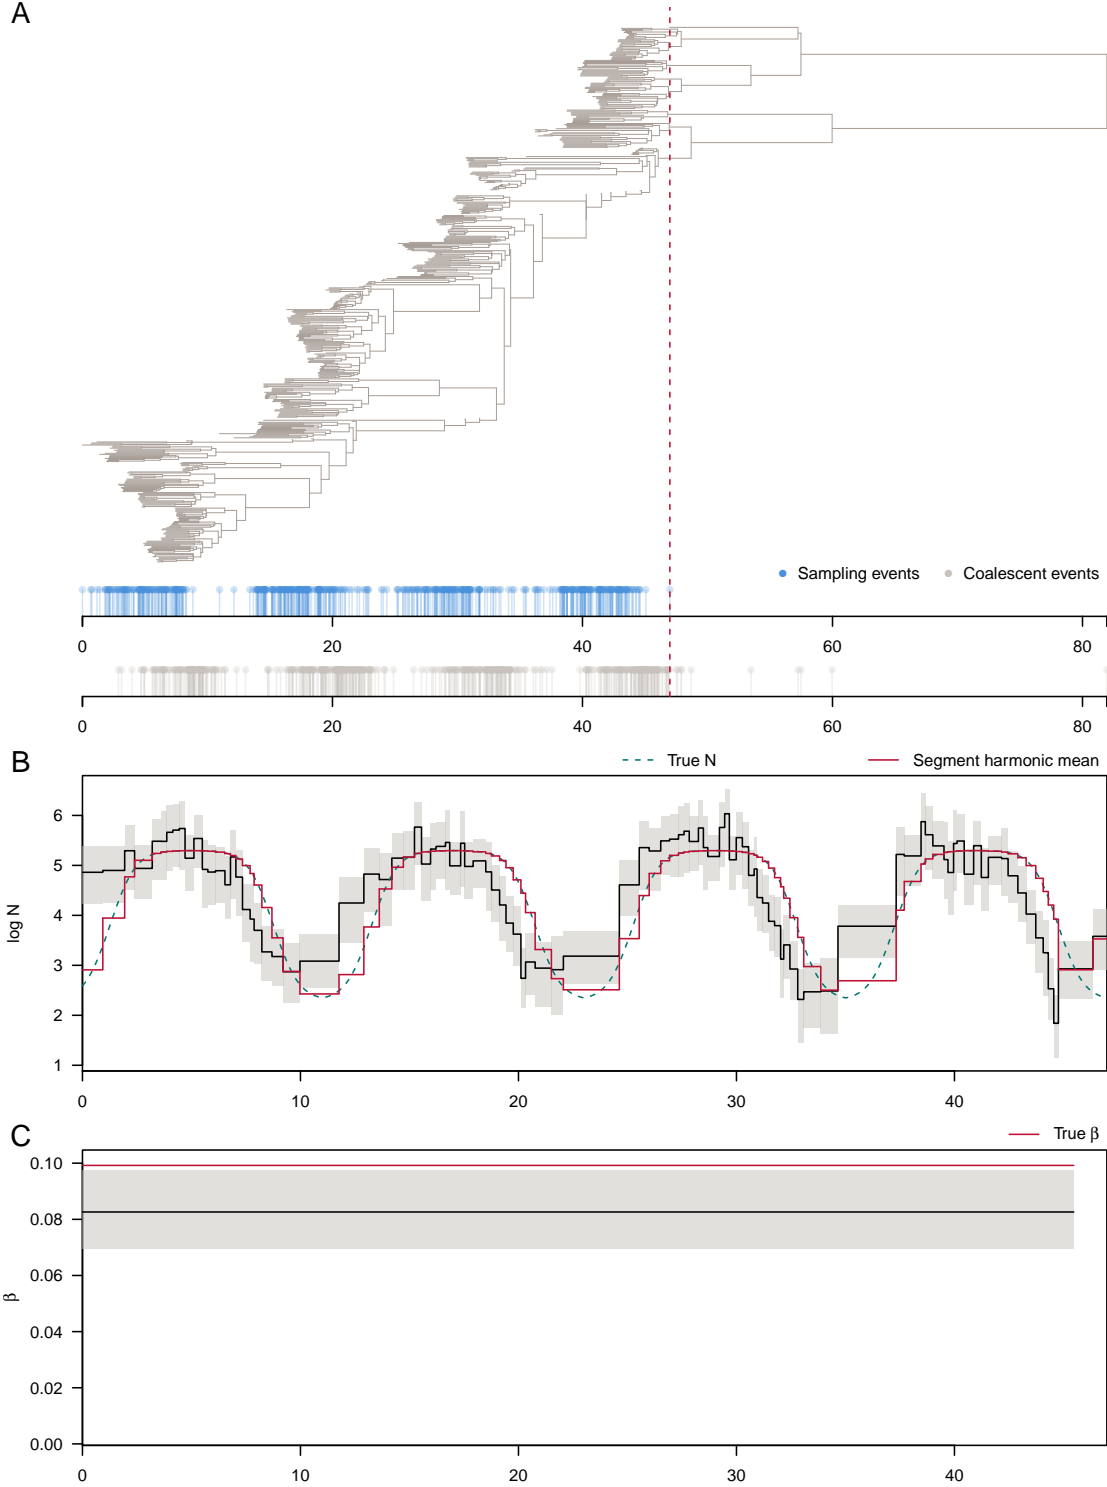 A
Sampling events Coalescent events
0 20 40 60 80
0 20 40 60 80
B
True N Segment harmonic mean
6
5
4
3
2
1
log N
0 10 20 30 40
C
True β
0.10
0.08
0.06
0.04
0.02
0.00
β
0 10 20 30 40